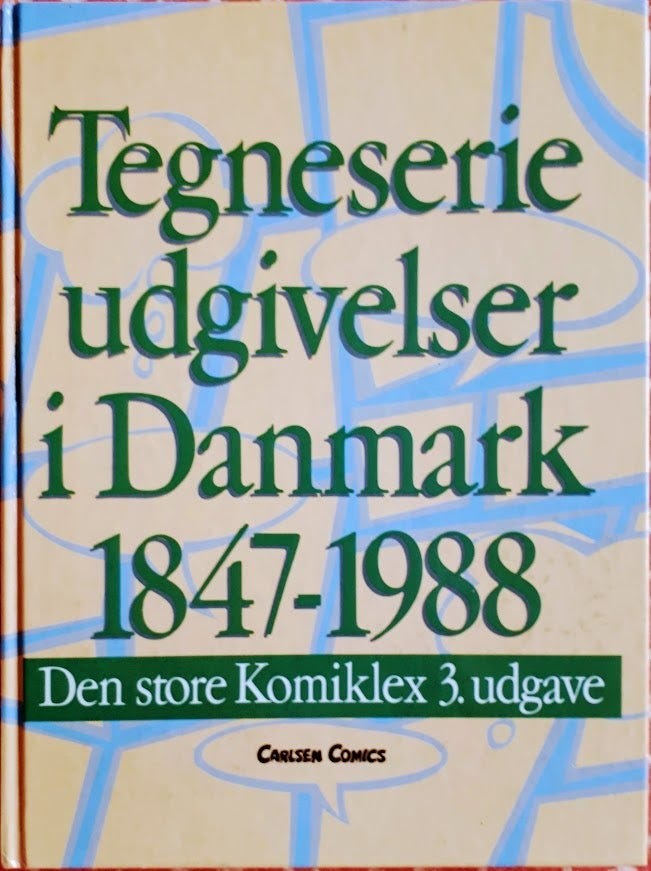 Tegneserie
udgivelser
i Danmark
1847-1988
Den store Komiklex 3. udgave
CARLSEN COMICS